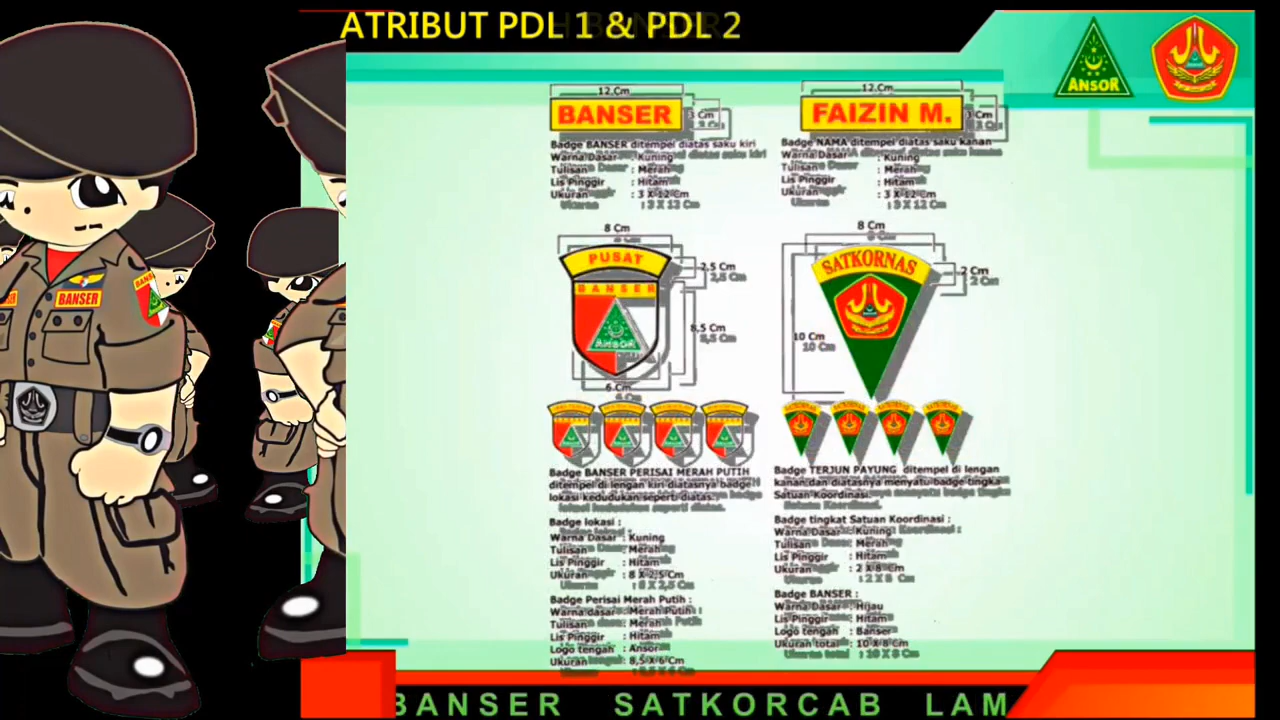 ATRIBUT PDL 1 & PDL 2
ANSOR
12 Cm
BANSER
3 Cm
Badge BANSER ditempel diatas saku kiri
Warna Dasar : Kuning
Tulisan : Merah
Lis Pinggir : Hitam
Ukuran : 3 X 12 Cm
12 Cm
FAIZIN M.
3 Cm
Badge NAMA ditempel diatas saku kanan
Warna Dasar : Kuning
Tulisan : Merah
Lis Pinggir : Hitam
Ukuran : 3 X 12 Cm
8 Cm
PUSAT
2,5 Cm
BANSER
ANSOR
8,5 Cm
6 Cm
8 Cm
SATKORNAS
2 Cm
10 Cm
Badge BANSER PERISAI MERAH PUTIH
ditempel di lengan kiri diatasnya badge
lokasi kedudukan seperti diatas.
Badge lokasi :
Warna Dasar : Kuning
Tulisan : Merah
Lis Pinggir : Hitam
Ukuran : 8 X 2,5 Cm
Badge Perisai Merah Putih :
Warna dasar : Merah Putih
Tulisan : Merah
Lis Pinggir : Hitam
Logo tengah : Ansor
Ukuran : 8,5 X 6 Cm
Badge TERJUN PAYUNG ditempel di lengan
kanan dan diatasnya menyatu badge tingka
Satuan Koordinasi.
Badge tingkat Satuan Koordinasi :
Warna Dasar : Kuning
Tulisan : Merah
Lis Pinggir : Hitam
Ukuran : 2 X 8 Cm
Badge BANSER :
Warna Dasar : Hijau
Lis Pinggir : Hitam
Logo tengah : Banser
Ukuran total : 10 X 8 Cm
BANSER
BANSER SATKORCAB LAM